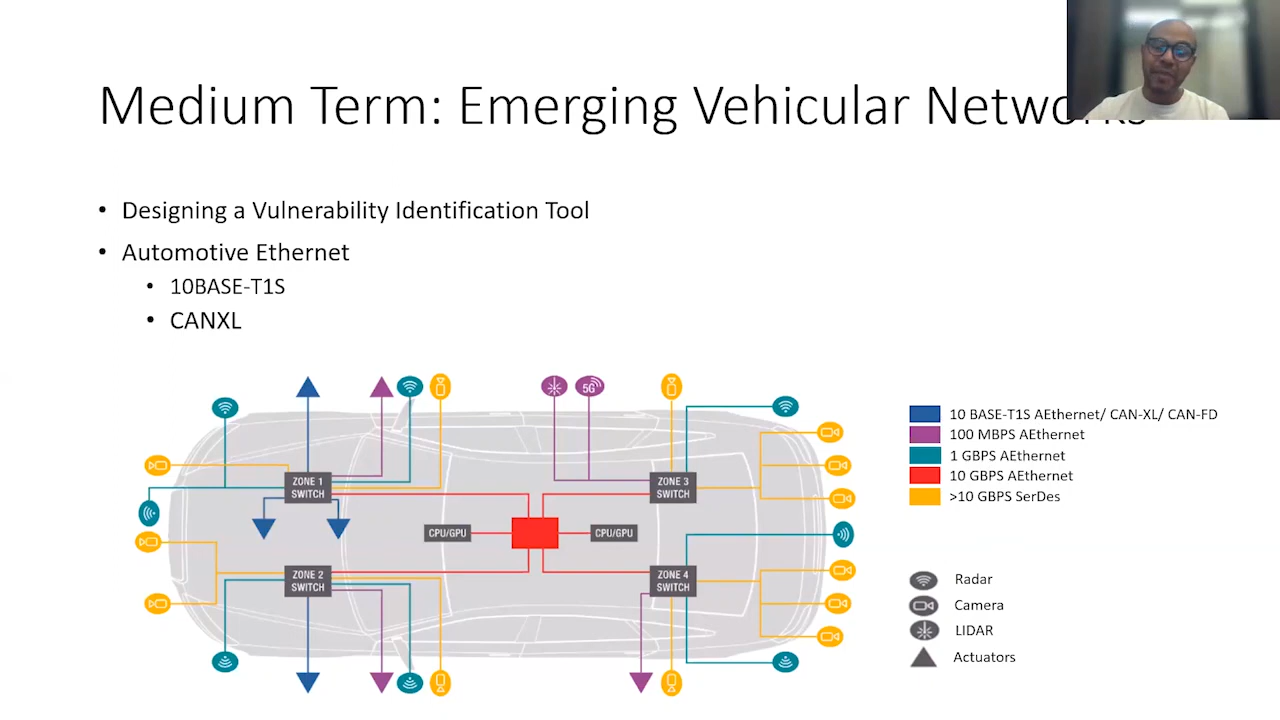 Medium Term: Emerging Vehicular Networks
• Designing a Vulnerability Identification Tool
• Automotive Ethernet
• 10BASE-T1S
• CANXL
5G
ZONE 1
SWITCH
ZONE 3
SWITCH
CPU/GPU
CPU/GPU
ZONE 2
SWITCH
ZONE 4
SWITCH
10 BASE-T1S AEthernet/ CAN-XL/ CAN-FD
100 MBPS AEthernet
1 GBPS AEthernet
10 GBPS AEthernet
>10 GBPS SerDes
Radar
Camera
LIDAR
Actuators